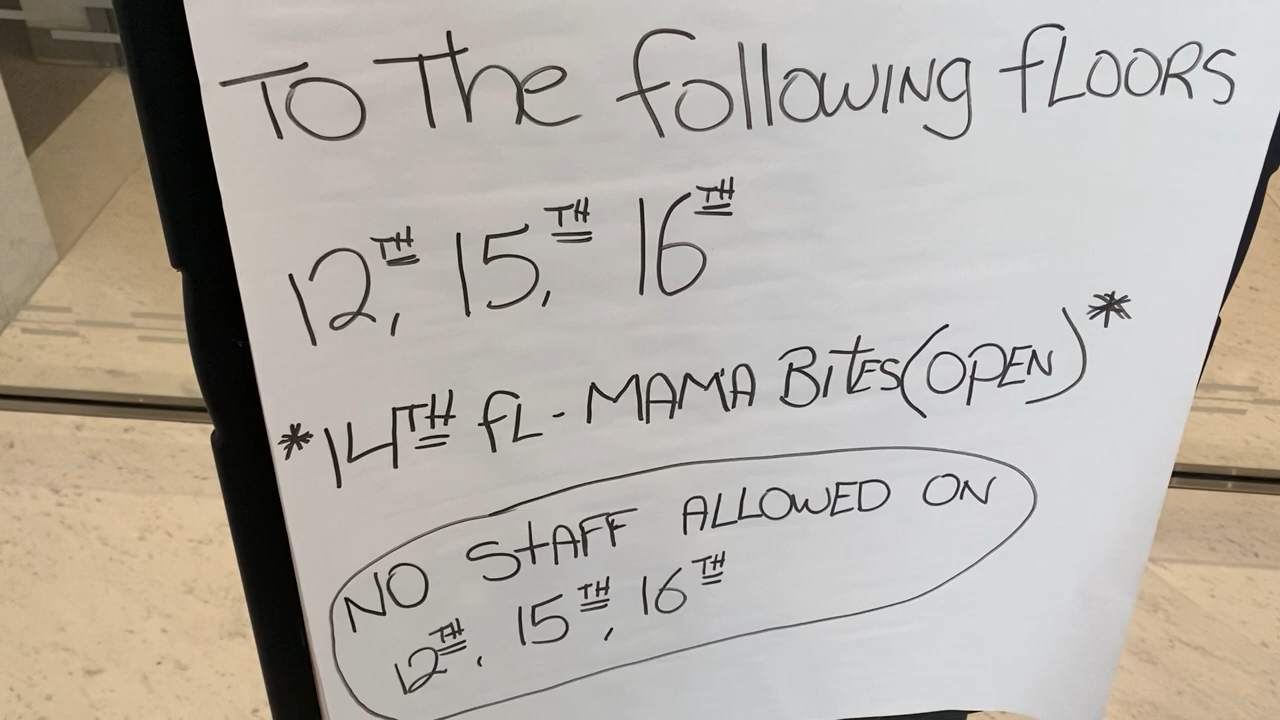 TO The following fLOORS
12TH, 15TH, 16TH
*14TH fL - MAMA BitES (OPEN)*
NO StAFF ALLOWED ON
12TH, 15TH, 16TH